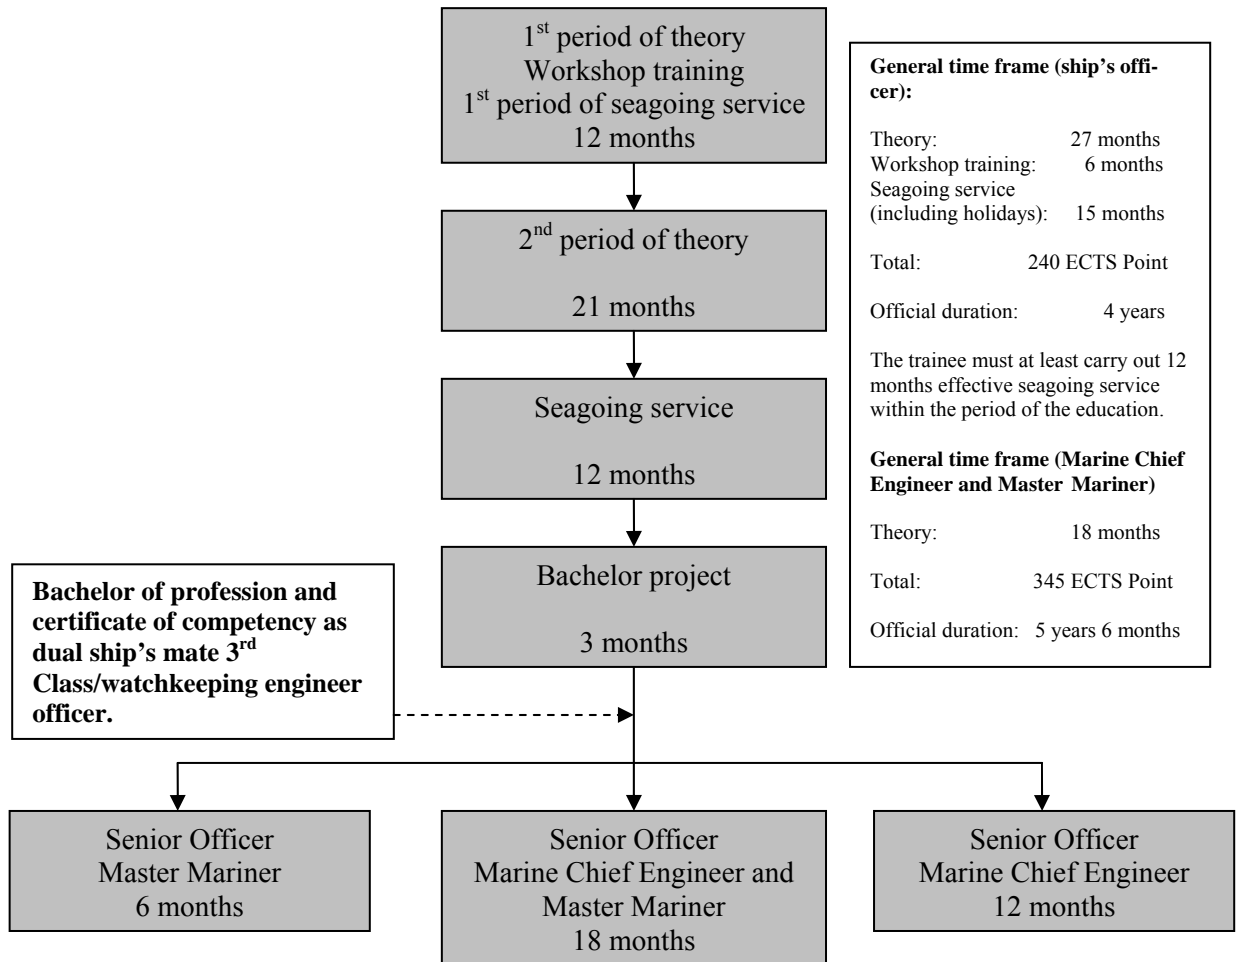 1st period of theory
Workshop training
1st period of seagoing service
12 months
2nd period of theory
21 months
Seagoing service
12 months
Bachelor project
3 months
General time frame (ship's offi-
cer):
Theory: 27 months
Workshop training: 6 months
Seagoing service
(including holidays): 15 months
Total: 240 ECTS Point
Official duration: 4 years
The trainee must at least carry out 12
months effective seagoing service
within the period of the education.
General time frame (Marine Chief
Engineer and Master Mariner)
Theory: 18 months
Total: 345 ECTS Point
Official duration: 5 years 6 months
Bachelor of profession and
certificate of competency as
dual ship's mate 3rd
Class/watchkeeping engineer
officer.
Senior Officer
Master Mariner
6 months
Senior Officer
Marine Chief Engineer and
Master Mariner
18 months
Senior Officer
Marine Chief Engineer
12 months